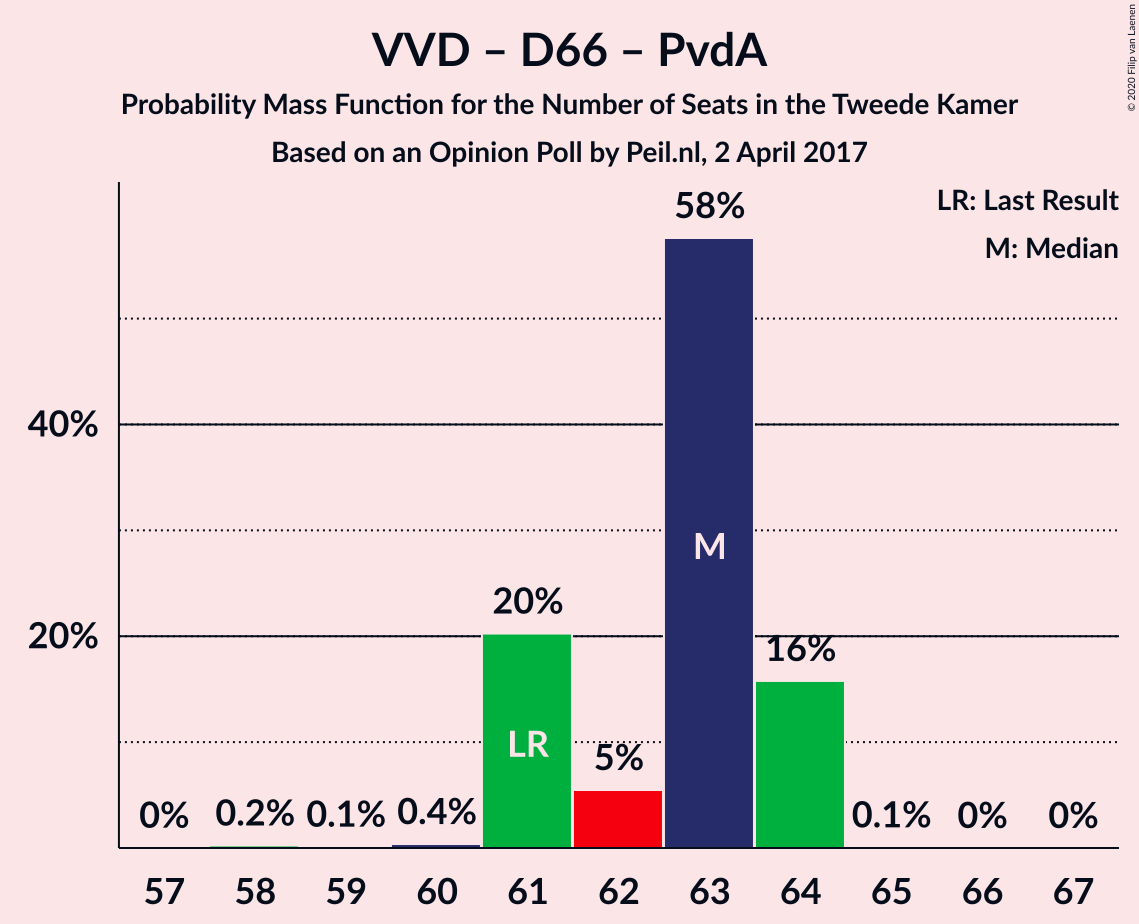 VVD – D66 – PvdA
Probability Mass Function for the Number of Seats in the Tweede Kamer
Based on an Opinion Poll by Peil.nl, 2 April 2017
© 2020 Filip van Laenen
LR: Last Result
M: Median
58%
40%
M
20%
20%
16%
LR
5%
0% 0.2% 0.1% 0.4% 0.1% 0% 0%
57 58 59 60 61 62 63 64 65 66 67